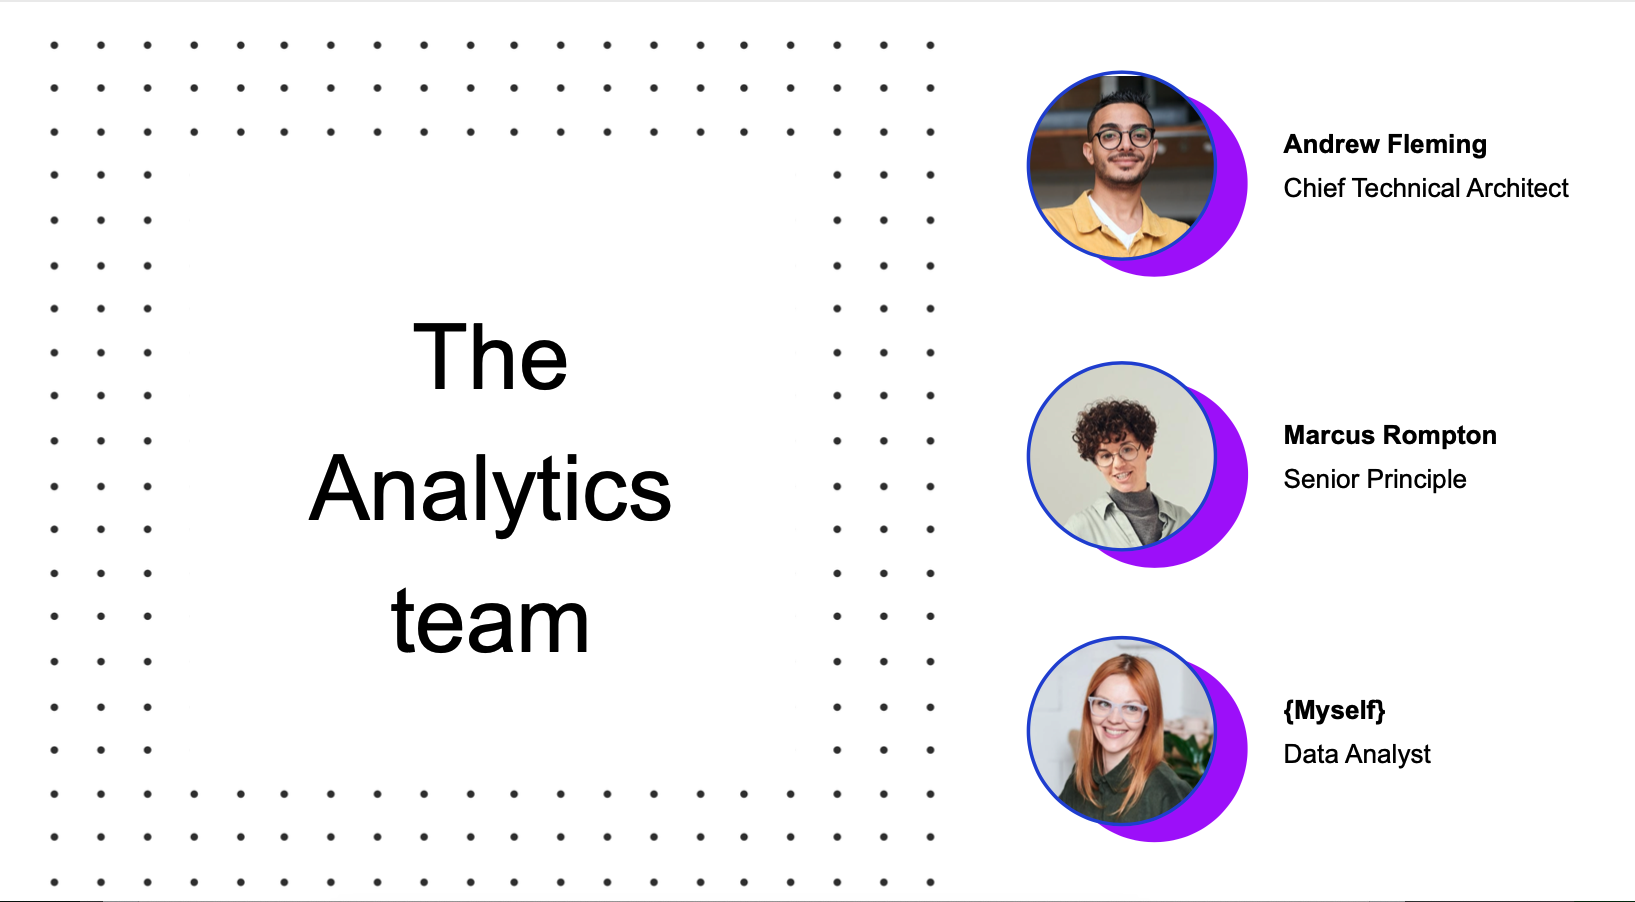 The
Analytics
team
Andrew Fleming
Chief Technical Architect
Marcus Rompton
Senior Principle
{Myself}
Data Analyst